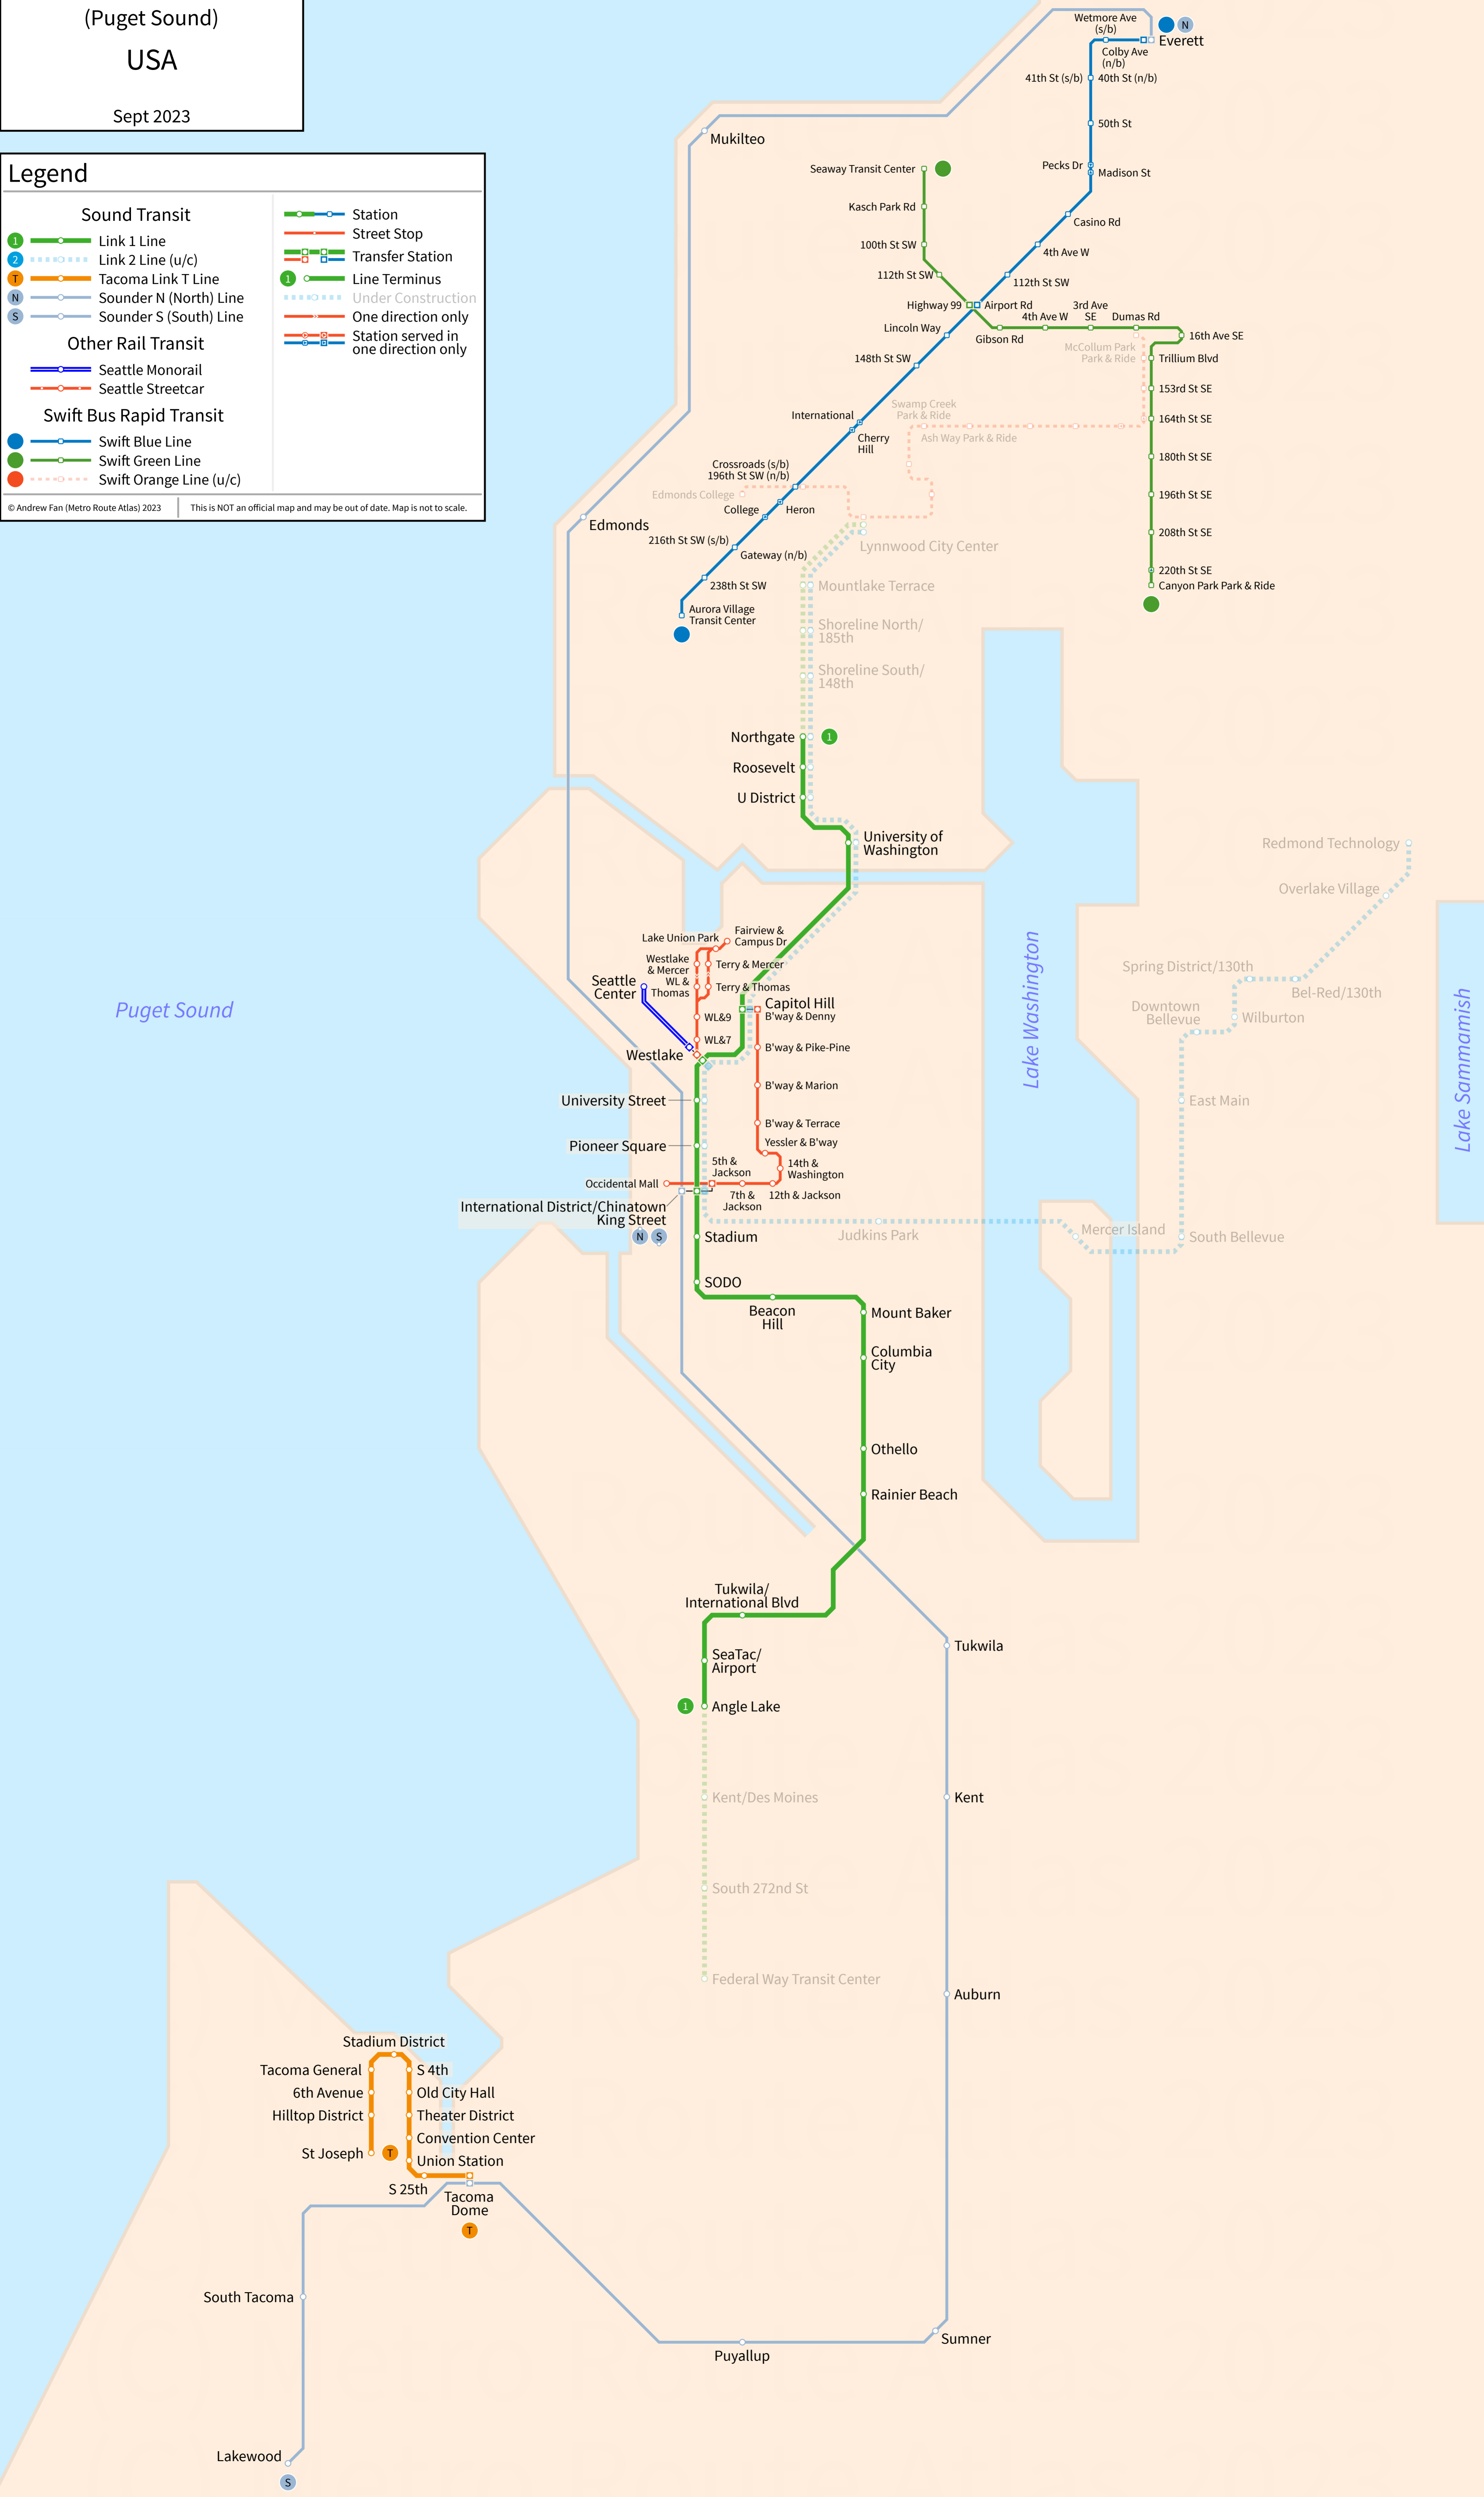 (Puget Sound)
USA
Sept 2023
Legend
Sound Transit
1 Link 1 Line
2 Link 2 Line (u/c)
T Tacoma Link T Line
N Sounder N (North) Line
S Sounder S (South) Line
Other Rail Transit
Seattle Monorail
Seattle Streetcar
Swift Bus Rapid Transit
Swift Blue Line
Swift Green Line
Swift Orange Line (u/c)
Station
Street Stop
Transfer Station
1 Line Terminus
Under Construction
One direction only
Station served in
one direction only
© Andrew Fan (Metro Route Atlas) 2023
This is NOT an official map and may be out of date. Map is not to scale.
Wetmore Ave
(s/b)
N
Everett
Colby Ave
(n/b)
41th St (s/b)
40th St (n/b)
50th St
Mukilteo
Pecks Dr
Madison St
Seaway Transit Center
Kasch Park Rd
Casino Rd
100th St SW
4th Ave W
112th St SW
112th St SW
Highway 99
Airport Rd
3rd Ave
SE
4th Ave W
Dumas Rd
Lincoln Way
Gibson Rd
16th Ave SE
McCollum Park
Park & Ride
148th St SW
Trillium Blvd
153rd St SE
Swamp Creek
Park & Ride
International
164th St SE
Cherry
Hill
Ash Way Park & Ride
180th St SE
Crossroads (s/b)
196th St SW (n/b)
Edmonds College
196th St SE
College
Heron
Edmonds
208th St SE
216th St SW (s/b)
Gateway (n/b)
Lynnwood City Center
220th St SE
238th St SW
Mountlake Terrace
Canyon Park Park & Ride
Aurora Village
Transit Center
Shoreline North/
185th
Shoreline South/
148th
Northgate
1
Roosevelt
U District
University of
Washington
Redmond Technology
Overlake Village
Lake Union Park
Fairview &
Campus Dr
Westlake
& Mercer
Terry & Mercer
Spring District/130th
Seattle
Center
WL &
Thomas
Terry & Thomas
Bel-Red/130th
Puget Sound
Lake Washington
Lake Sammamish
Capitol Hill
B'way & Denny
Downtown
Bellevue
Wilburton
WL&9
WL&7
Westlake
B'way & Pike-Pine
B'way & Marion
University Street
East Main
B'way & Terrace
Pioneer Square
Yessler & B'way
5th &
Jackson
14th &
Washington
Occidental Mall
7th &
Jackson
12th & Jackson
International District/Chinatown
King Street
N S
Stadium
Judkins Park
Mercer Island
South Bellevue
SODO
Beacon
Hill
Mount Baker
Columbia
City
Othello
Rainier Beach
Tukwila/
International Blvd
Tukwila
SeaTac/
Airport
1
Angle Lake
Kent/Des Moines
Kent
South 272nd St
Federal Way Transit Center
Auburn
Stadium District
Tacoma General
S 4th
6th Avenue
Old City Hall
Hilltop District
Theater District
Convention Center
St Joseph
T
Union Station
S 25th
Tacoma
Dome
T
South Tacoma
Sumner
Puyallup
Lakewood
S